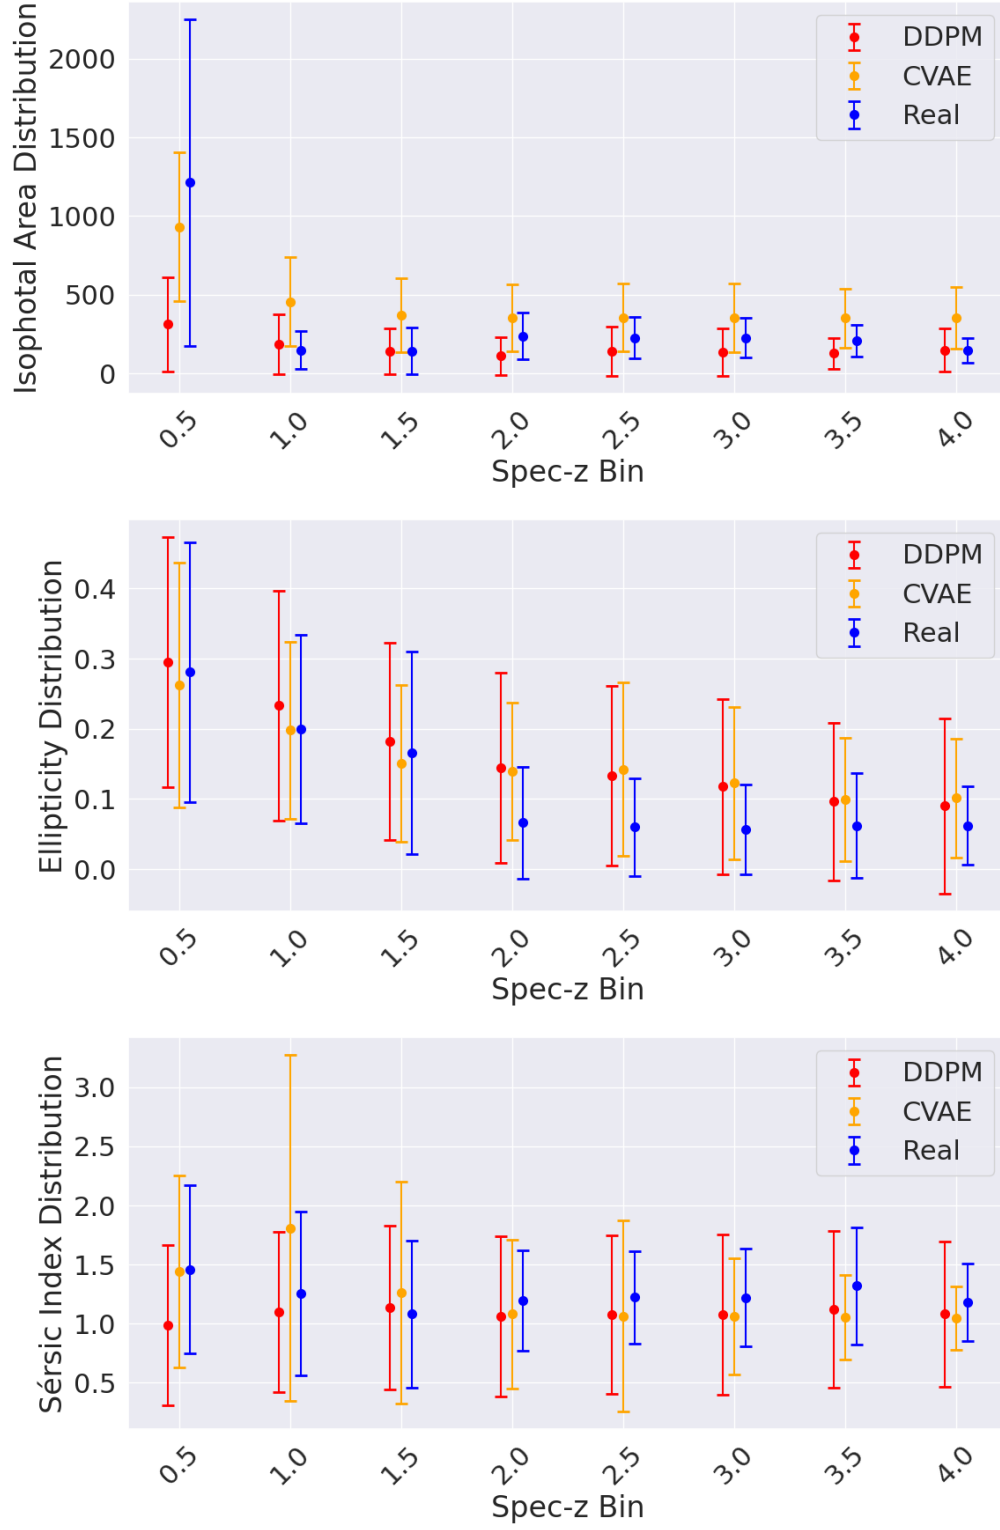 Isophotal Area Distribution
2000
1500
1000
500
0
DDPM
CVAE
Real
0.5 1.0 1.5 2.0 2.5 3.0 3.5 4.0
Spec-z Bin
Ellipticity Distribution
0.4
0.3
0.2
0.1
0.0
DDPM
CVAE
Real
0.5 1.0 1.5 2.0 2.5 3.0 3.5 4.0
Spec-z Bin
Sérsic Index Distribution
3.0
2.5
2.0
1.5
1.0
0.5
DDPM
CVAE
Real
0.5 1.0 1.5 2.0 2.5 3.0 3.5 4.0
Spec-z Bin